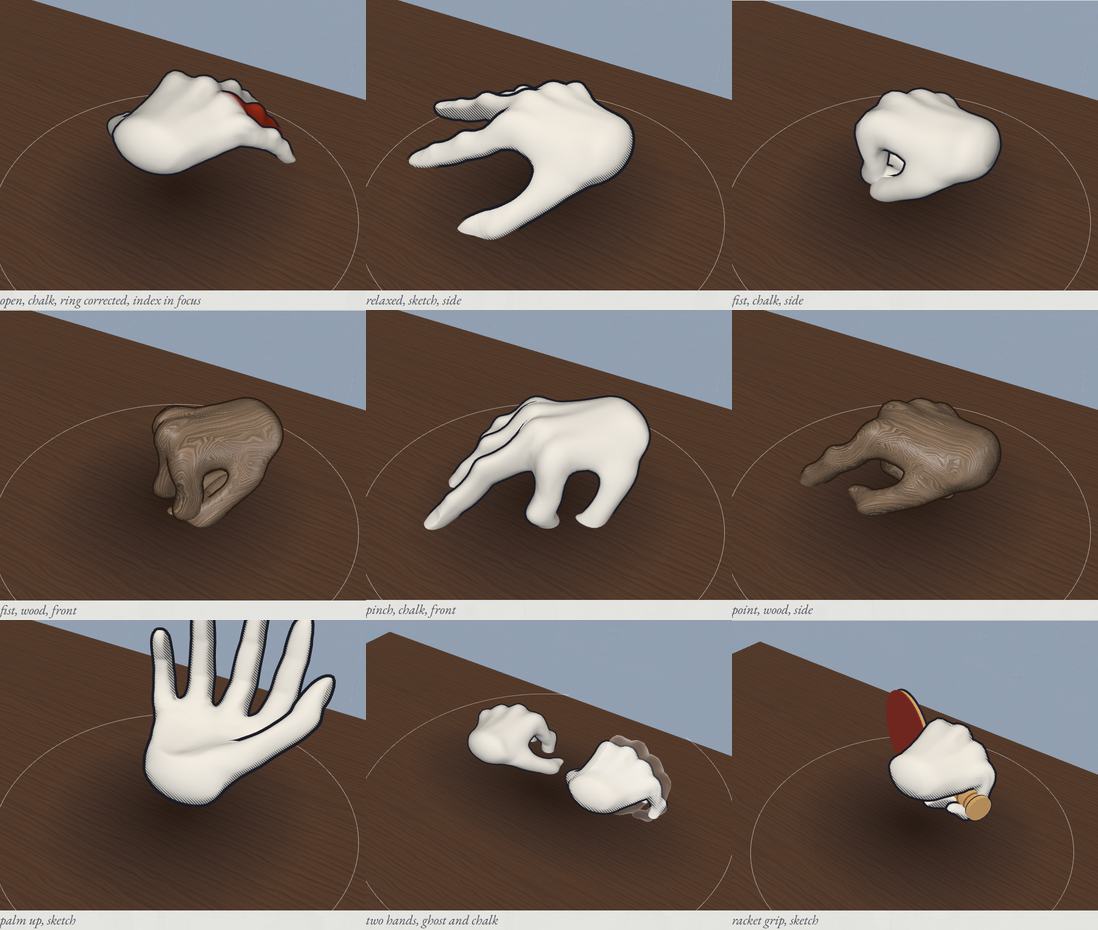 open, chalk, ring corrected, index in focus
relaxed, sketch, side
fist, chalk, side
fist, wood, front
pinch, chalk, front
point, wood, side
palm up, sketch
two hands, ghost and chalk
racket grip, sketch